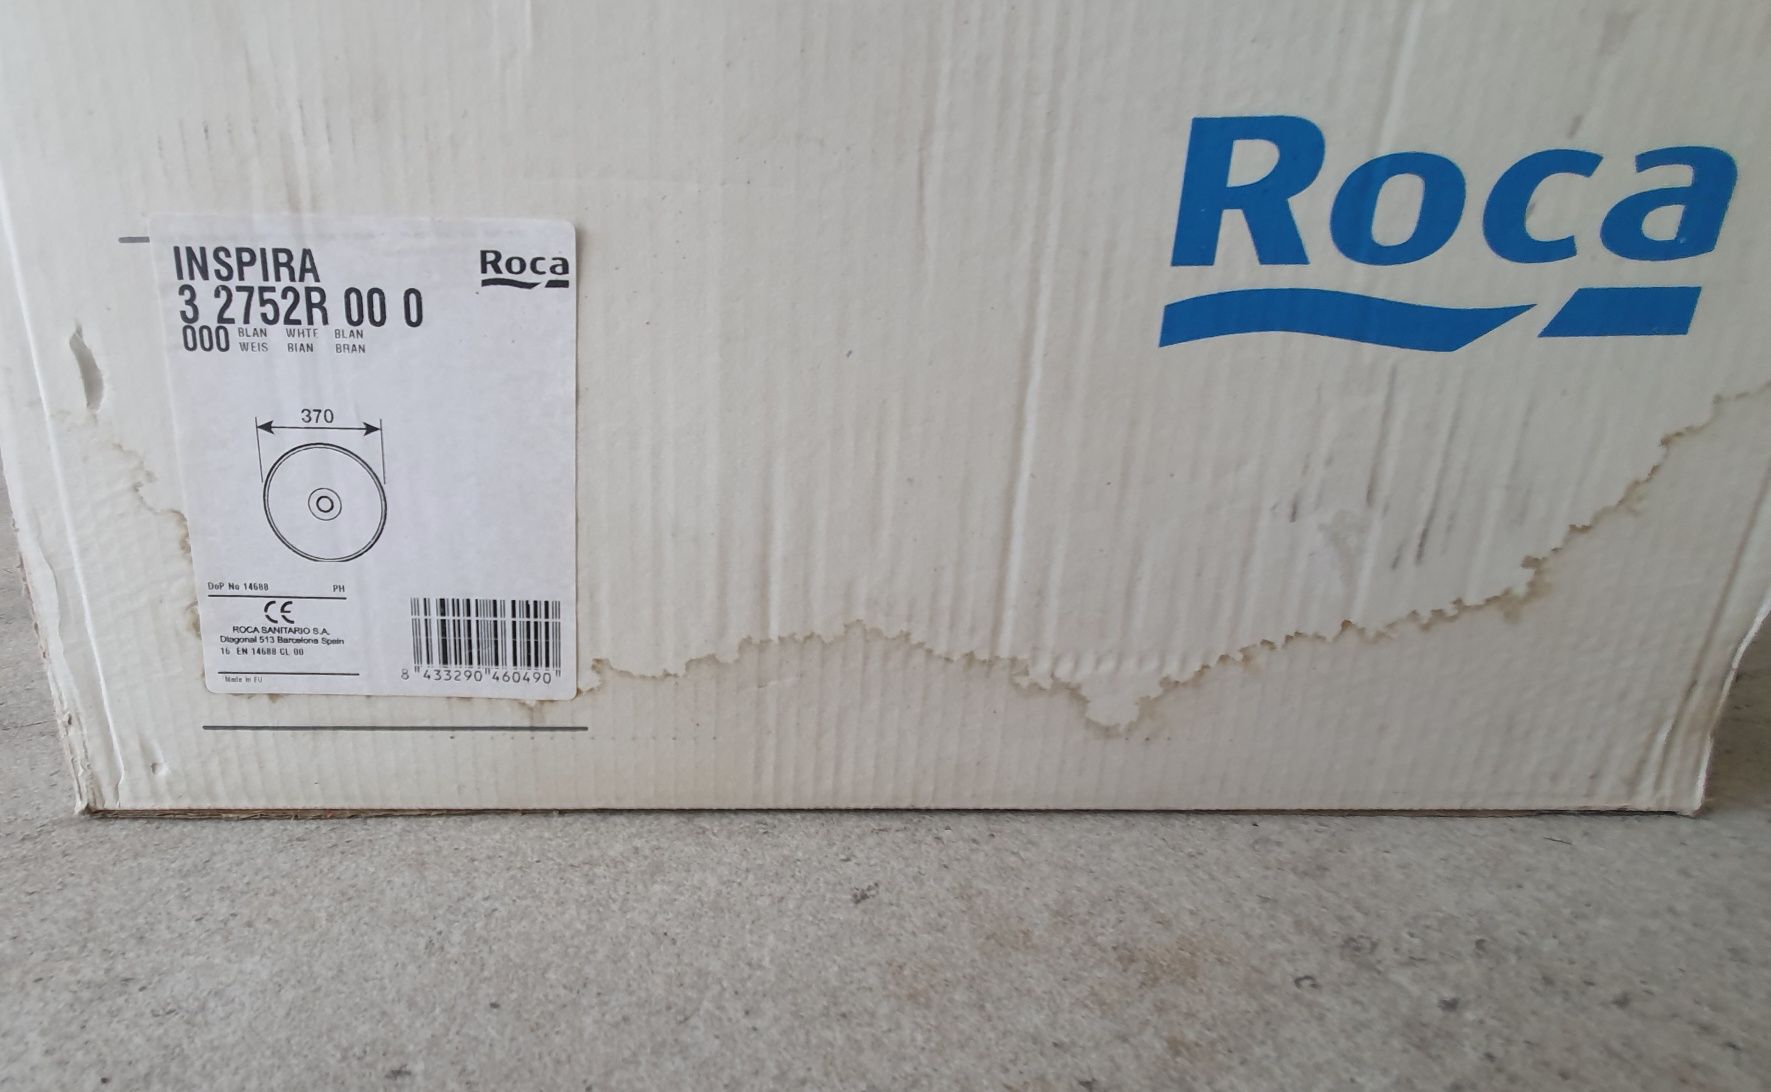 Roca
INSPIRA
Roca
3 2752R 00 0
000 BLAN WHTE BLAN
WEIS BIAN BRAN
370
DoP No 14688 PH
CE
ROCA SANITARIO S.A.
Diagonal 513 Barcelona Spain
16 EN 14688 CL 00
Made in EU
8 433290 460490